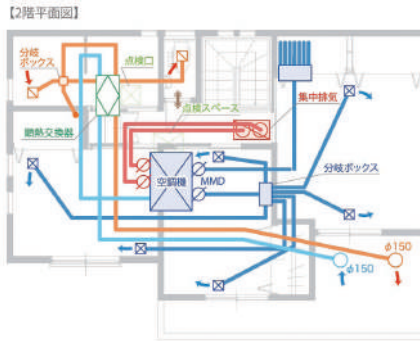 【2階平面図】
分岐
ボックス
点検口
点検スペース
集中排気
顕熱交換器
空調機
MMD
分岐ボックス
φ150
φ150